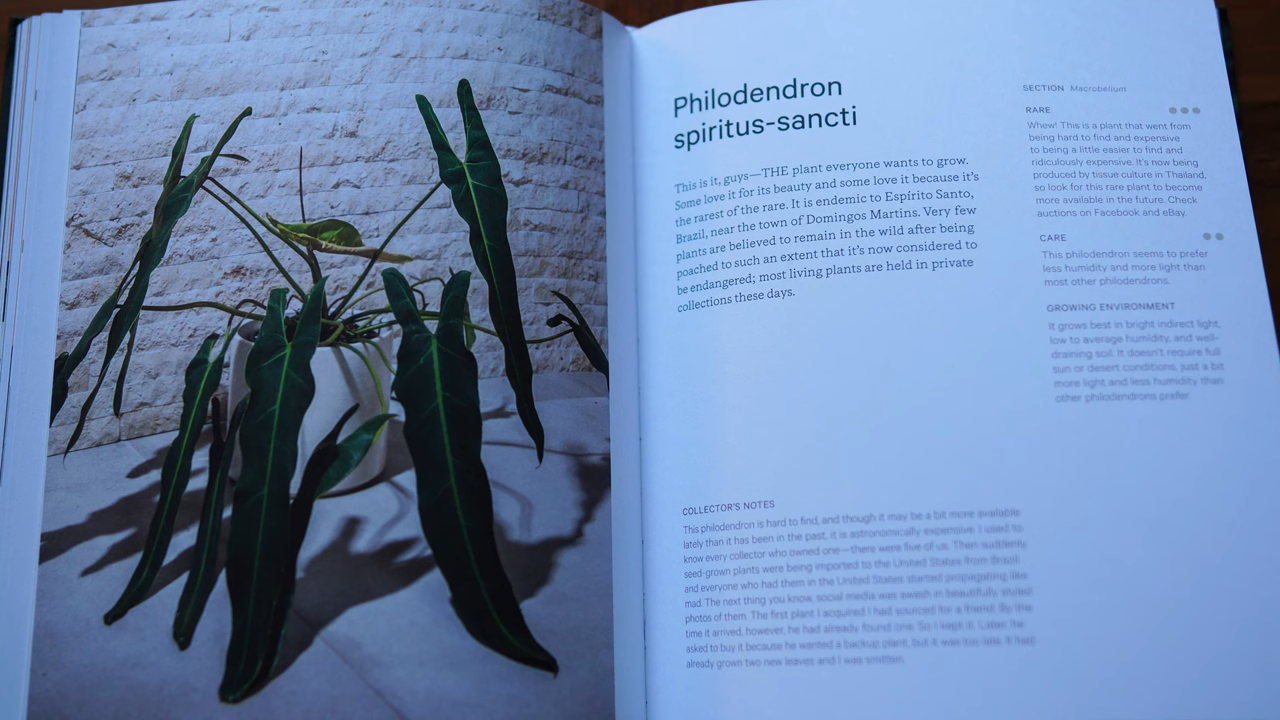 Philodendron
spiritus-sancti
This is it, guys—THE plant everyone wants to grow.
Some love it for its beauty and some love it because it's
the rarest of the rare. It is endemic to Espírito Santo,
Brazil, near the town of Domingos Martins. Very few
plants are believed to remain in the wild after being
poached to such an extent that it's now considered to
be endangered; most living plants are held in private
collections these days.
SECTION Macrobelium
RARE
Whew! This is a plant that went from
being hard to find and expensive
to being a little easier to find and
ridiculously expensive. It's now being
produced by tissue culture in Thailand,
so look for this rare plant to become
more available in the future. Check
auctions on Facebook and eBay.
CARE
This philodendron seems to prefer
less humidity and more light than
most other philodendrons.
GROWING ENVIRONMENT
It grows best in bright indirect light,
low to average humidity, and well-
draining soil. It doesn't require full
sun or desert conditions, just a bit
more light and less humidity than
other philodendrons prefer.
COLLECTOR'S NOTES
This philodendron is hard to find, and though it may be a bit more available
lately than it has been in the past, it is astronomically expensive. I used to
know every collector who owned one—there were five of us. Then suddenly
seed-grown plants were being imported to the United States from Brazil
and everyone who had them in the United States started propagating like
mad. The next thing you know, social media was awash in beautifully styled
photos of them. The first plant I acquired I had sourced for a friend! By the
time it arrived, however, he had already found one. So I kept it. Later he
asked to buy it because he wanted a backup plant, but it was too late. It had
already grown two new leaves and I was smitten.